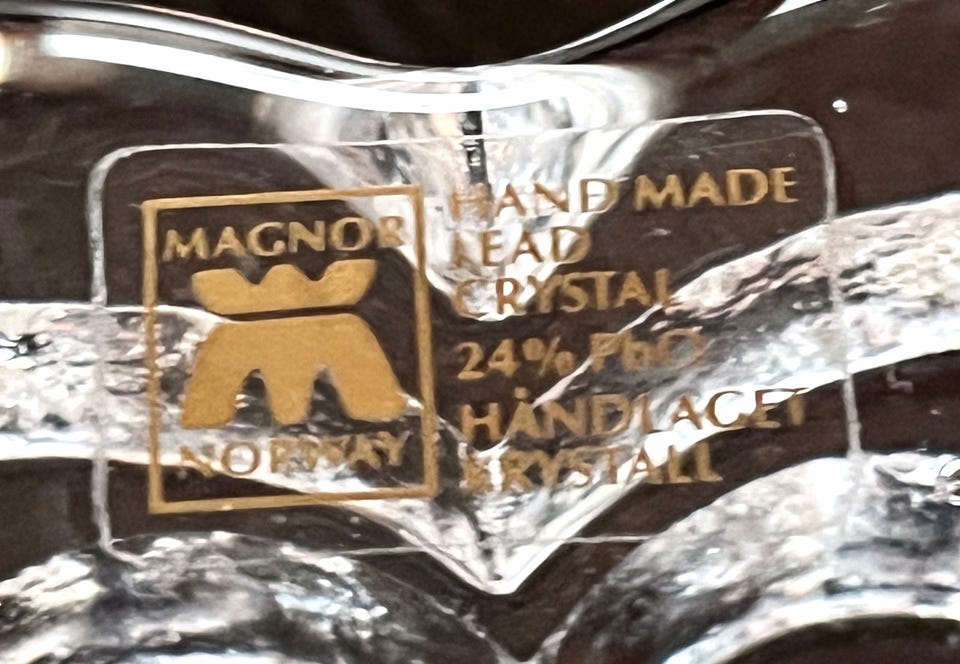 MAGNOR
NORWAY
HAND MADE
LEAD
CRYSTAL
24% PbO
HÅNDLAGET
KRYSTALL